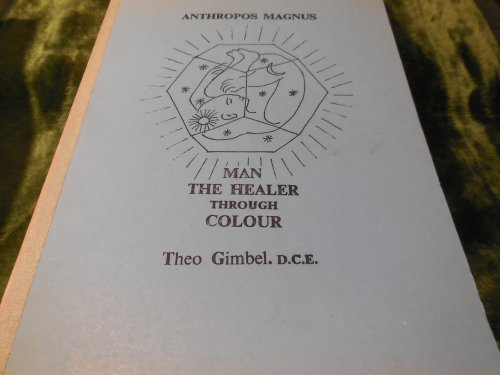 ANTHROPOS MAGNUS
MAN
THE HEALER
THROUGH
COLOUR
Theo Gimbel. D.C.E.